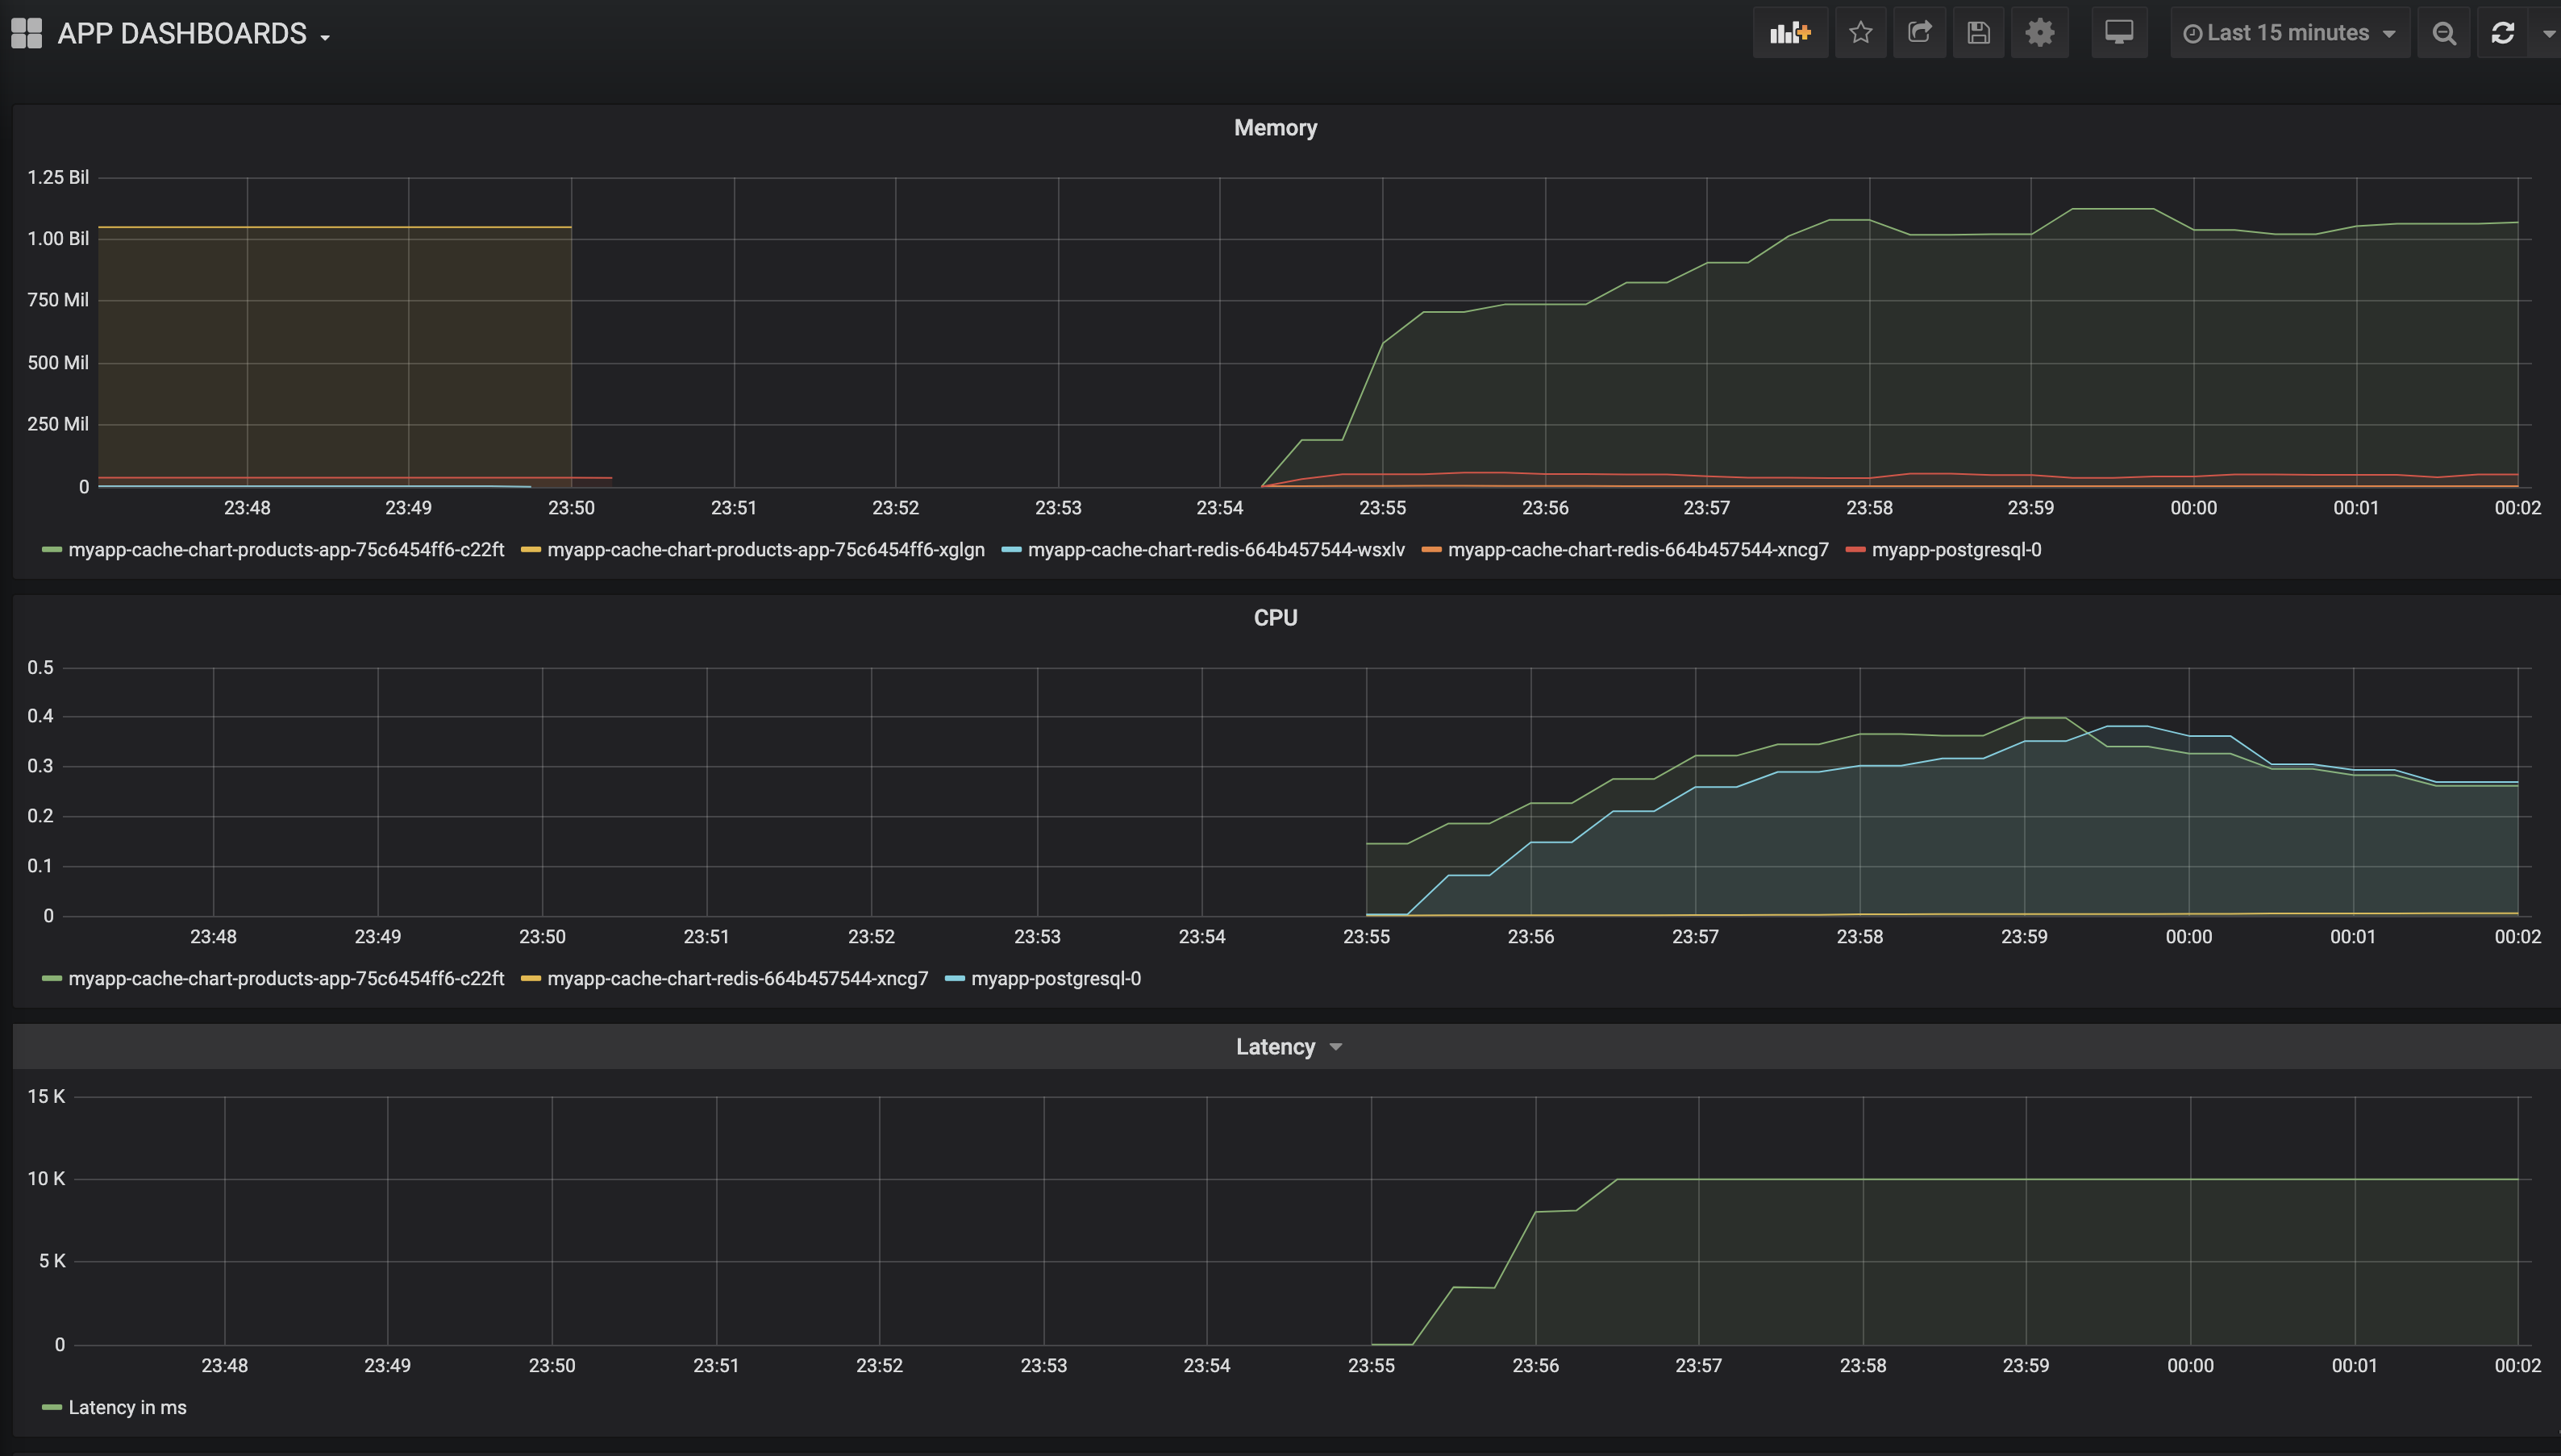 APP DASHBOARDS
Last 15 minutes
Memory
1.25 Bil
1.00 Bil
750 Mil
500 Mil
250 Mil
0
23:48 23:49 23:50 23:51 23:52 23:53 23:54 23:55 23:56 23:57 23:58 23:59 00:00 00:01 00:02
myapp-cache-chart-products-app-75c6454ff6-c22ft myapp-cache-chart-products-app-75c6454ff6-xglgn myapp-cache-chart-redis-664b457544-wsxlv myapp-cache-chart-redis-664b457544-xncg7 myapp-postgresql-0
CPU
0.5
0.4
0.3
0.2
0.1
0
23:48 23:49 23:50 23:51 23:52 23:53 23:54 23:55 23:56 23:57 23:58 23:59 00:00 00:01 00:02
myapp-cache-chart-products-app-75c6454ff6-c22ft myapp-cache-chart-redis-664b457544-xncg7 myapp-postgresql-0
Latency
15 K
10 K
5 K
0
23:48 23:49 23:50 23:51 23:52 23:53 23:54 23:55 23:56 23:57 23:58 23:59 00:00 00:01 00:02
Latency in ms